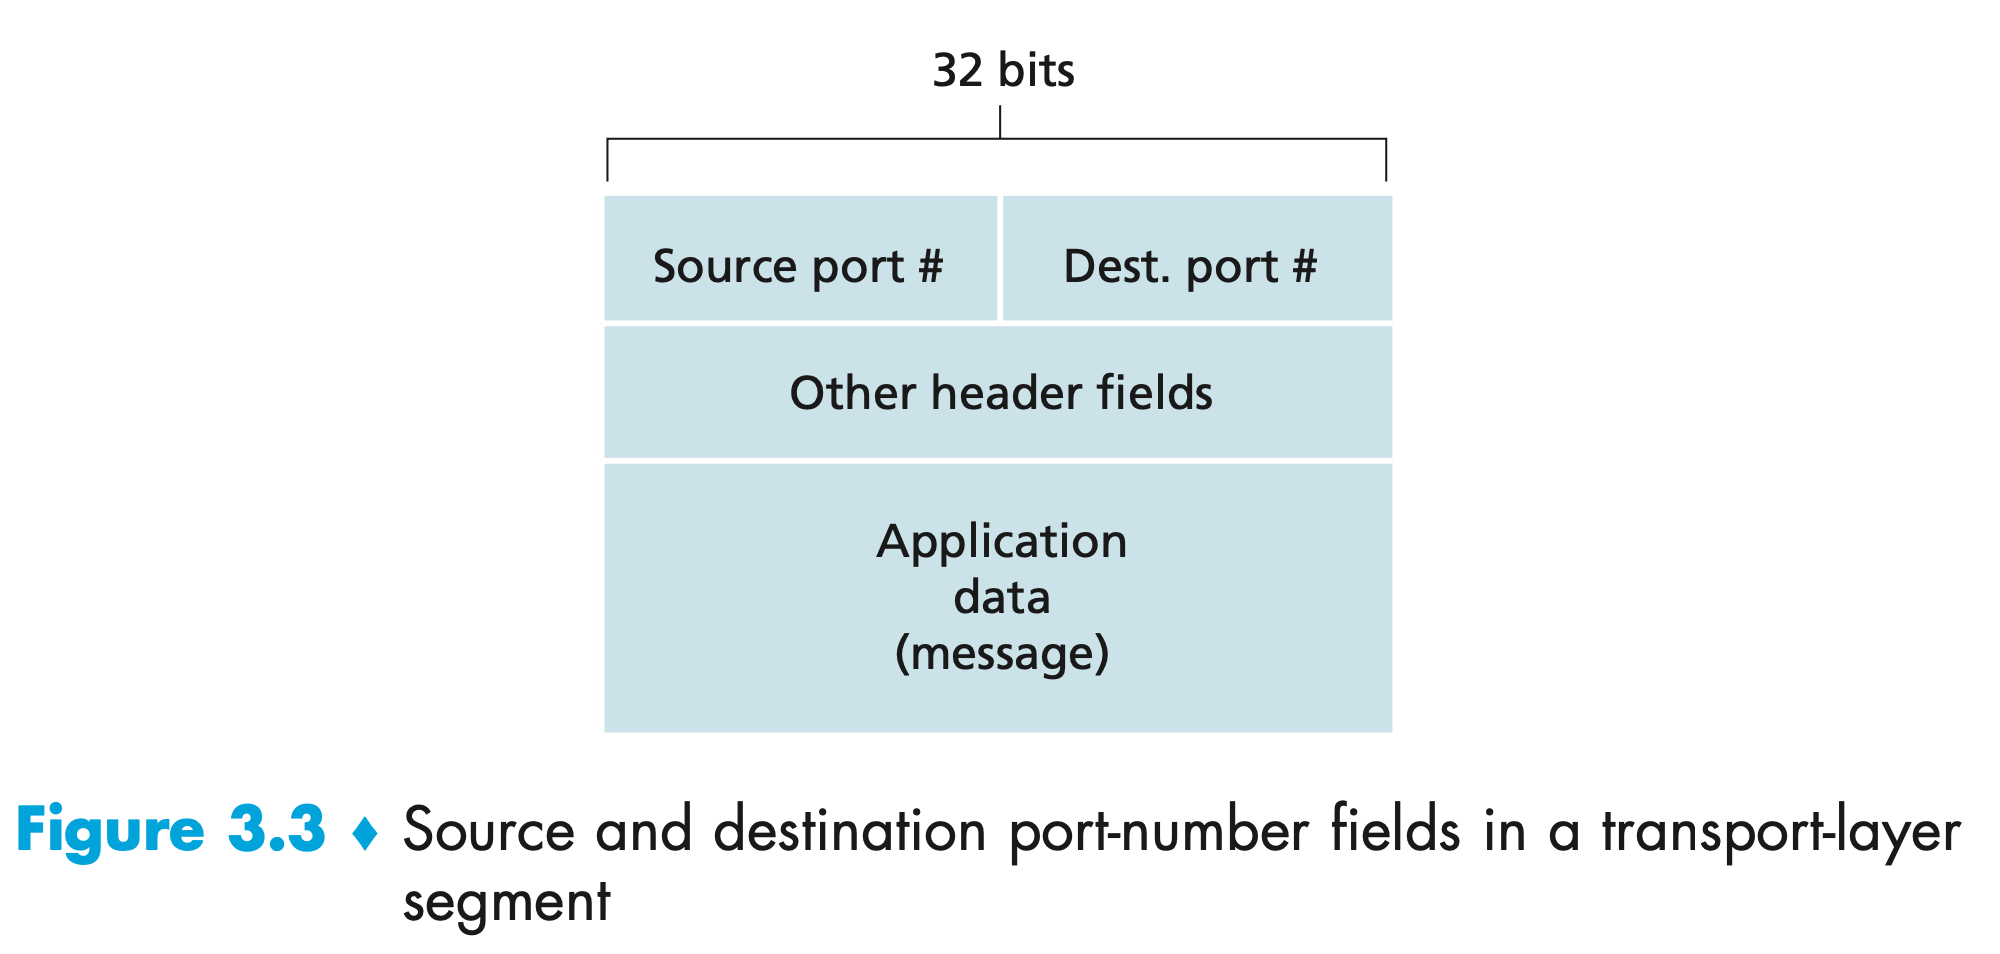 32 bits
Source port # Dest. port #
Other header fields
Application
data
(message)
Figure 3.3 ♦ Source and destination port-number fields in a transport-layer
segment